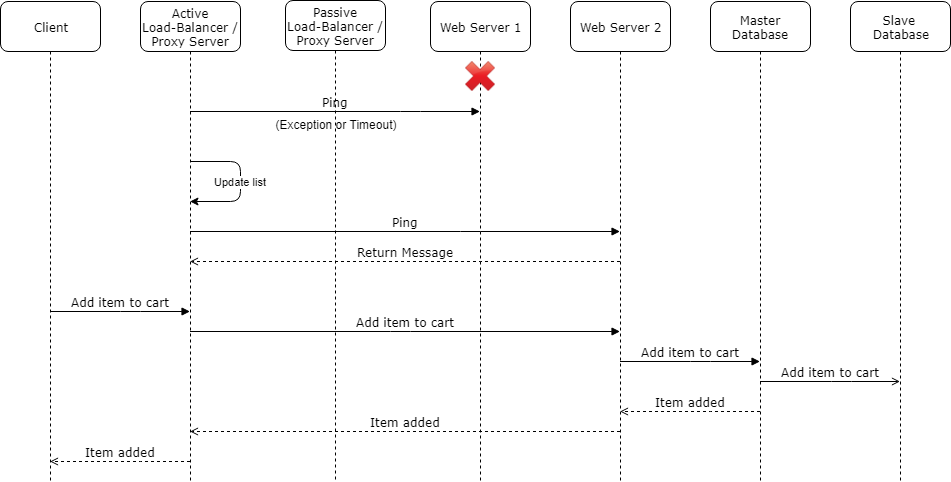 Client
Active
Load-Balancer /
Proxy Server
Passive
Load-Balancer /
Proxy Server
Web Server 1
Web Server 2
Master
Database
Slave
Database
Ping
(Exception or Timeout)
Update list
Ping
Return Message
Add item to cart
Add item to cart
Add item to cart
Add item to cart
Item added
Item added
Item added